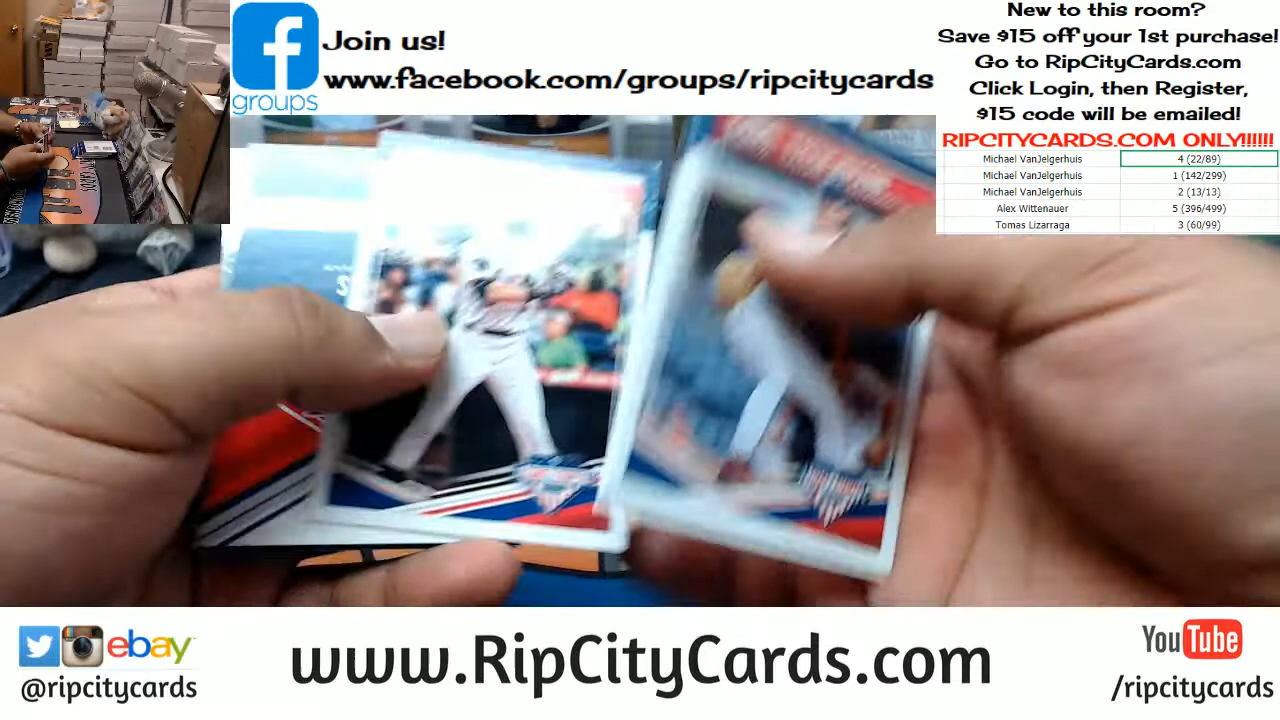 Join us!
www.facebook.com/groups/ripcitycards
groups
New to this room?
Save $15 off your 1st purchase!
Go to RipCityCards.com
Click Login, then Register,
$15 code will be emailed!
RIPCITYCARDS.COM ONLY!!!!!!
Michael VanJelgerhuis 4 (22/89)
Michael VanJelgerhuis 1 (142/299)
Michael VanJelgerhuis 2 (13/13)
Alex Wittenauer 5 (396/499)
Tomas Lizarraga 3 (60/99)
ebay
@ripcitycards
www.RipCityCards.com
YouTube
/ripcitycards